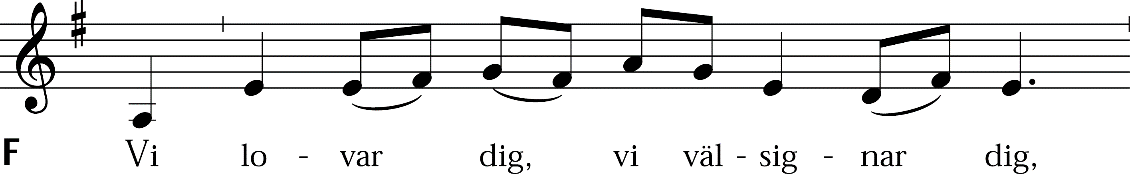 F Vi lo - var dig, vi väl - sig - nar dig,